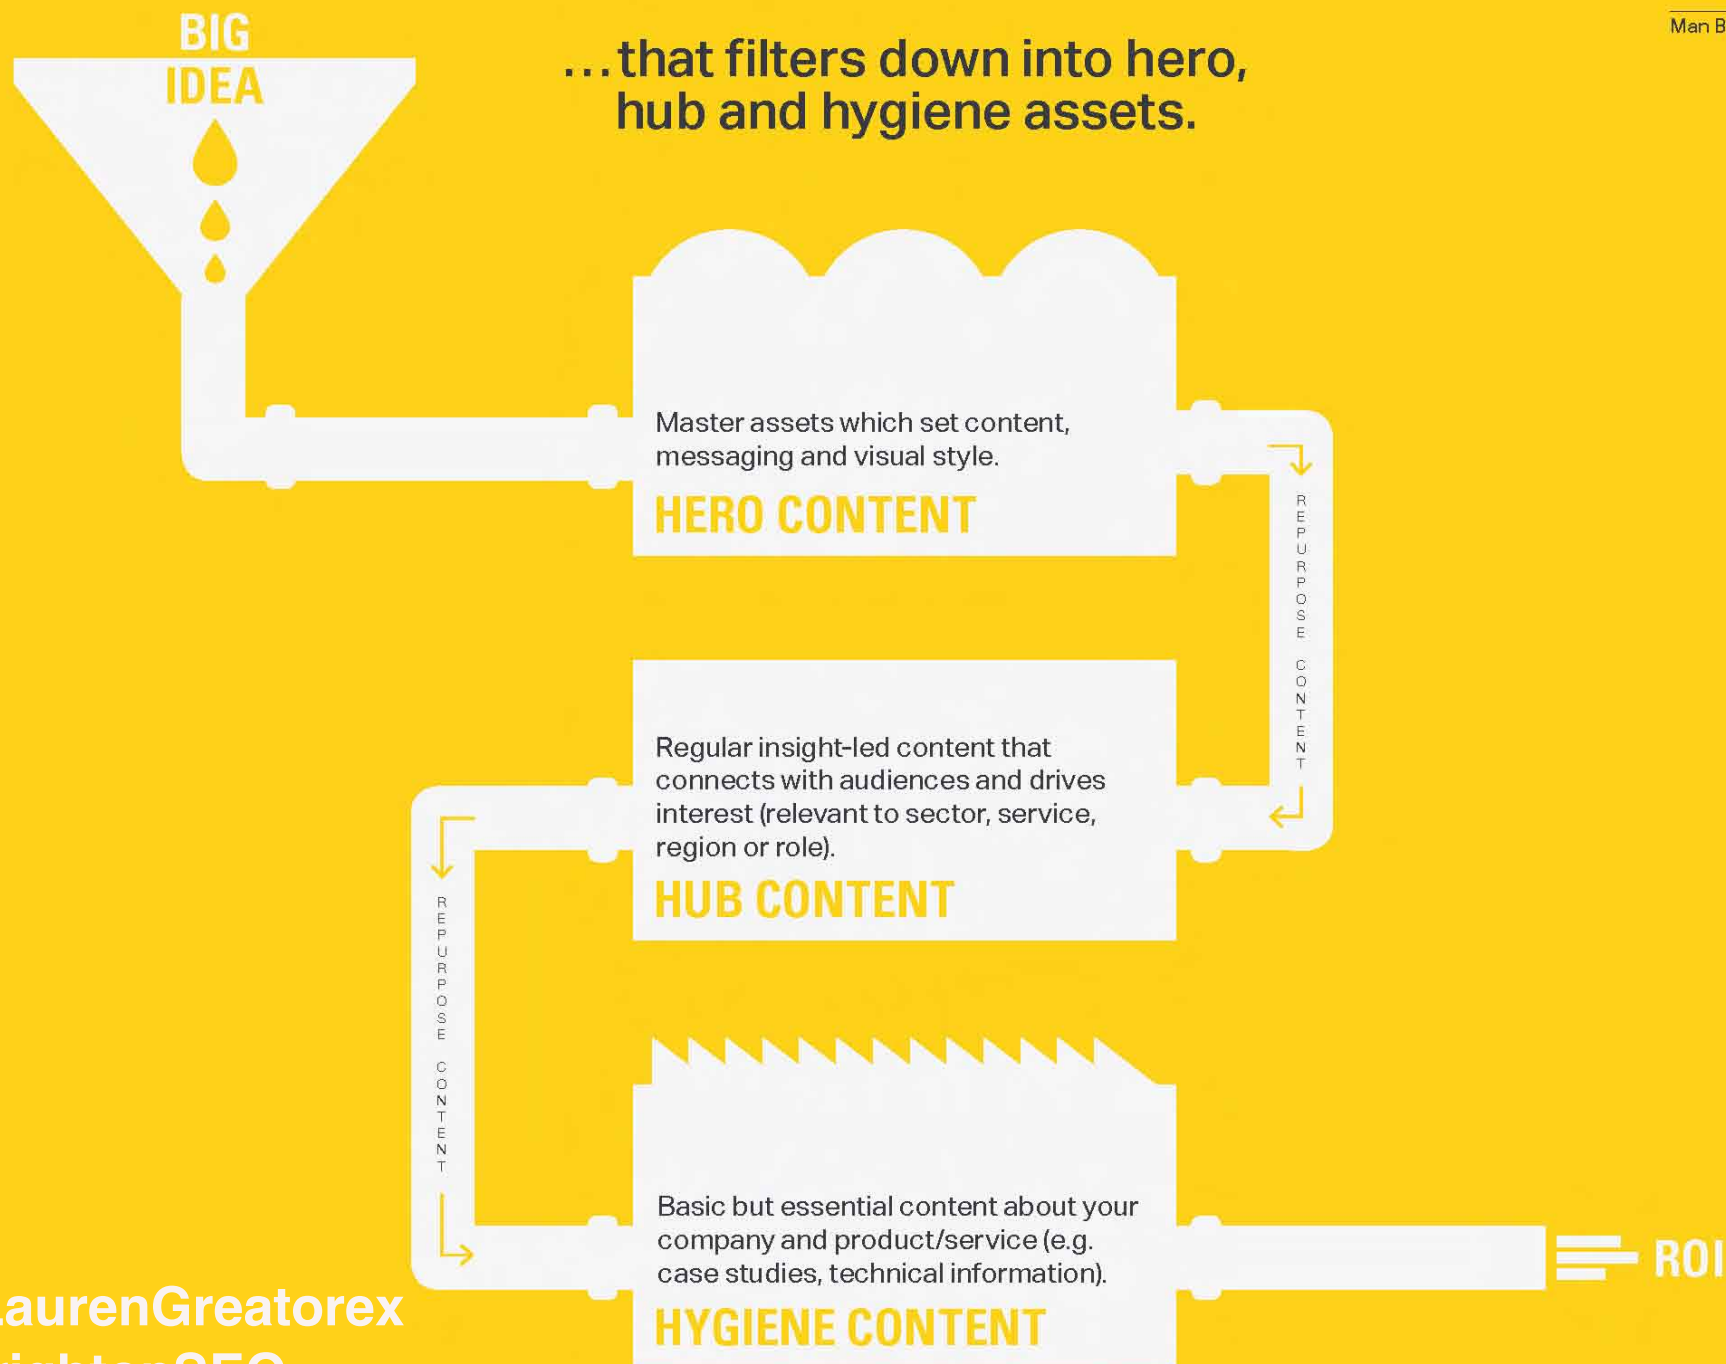 BIG
IDEA
...that filters down into hero,
hub and hygiene assets.
Man B
Master assets which set content,
messaging and visual style.
HERO CONTENT
REPURPOSE CONTENT
Regular insight-led content that
connects with audiences and drives
interest (relevant to sector, service,
region or role).
HUB CONTENT
REPURPOSE CONTENT
Basic but essential content about your
company and product/service (e.g.
case studies, technical information).
HYGIENE CONTENT
ROI
LaurenGreatorex